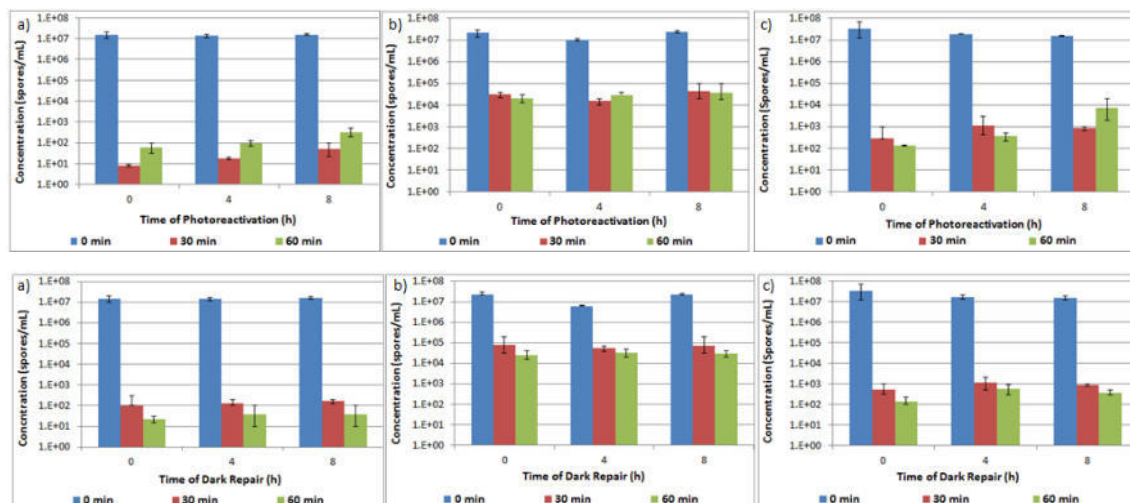 a)
1.E+08
1.E+07
1.E+06
1.E+05
1.E+04
1.E+03
1.E+02
1.E+01
1.E+00
Concentration (spores/mL)
0 4 8
Time of Photoreactivation (h)
0 min 30 min 60 min
b)
1.E+08
1.E+07
1.E+06
1.E+05
1.E+04
1.E+03
1.E+02
1.E+01
1.E+00
Concentration (spores/mL)
0 4 8
Time of Photoreactivation (h)
0 min 30 min 60 min
c)
1.E+08
1.E+07
1.E+06
1.E+05
1.E+04
1.E+03
1.E+02
1.E+01
1.E+00
Concentration (Spores/mL)
0 4 8
Time of Photoreactivation (h)
0 min 30 min 60 min
a)
1.E+08
1.E+07
1.E+06
1.E+05
1.E+04
1.E+03
1.E+02
1.E+01
1.E+00
Concentration (spores/mL)
0 4 8
Time of Dark Repair (h)
0 min 30 min 60 min
b)
1.E+08
1.E+07
1.E+06
1.E+05
1.E+04
1.E+03
1.E+02
1.E+01
1.E+00
Concentration (spores/mL)
0 4 8
Time of Dark Repair (h)
0 min 30 min 60 min
c)
1.E+08
1.E+07
1.E+06
1.E+05
1.E+04
1.E+03
1.E+02
1.E+01
1.E+00
Concentration (Spores/mL)
0 4 8
Time of Dark Repair (h)
0 min 30 min 60 min